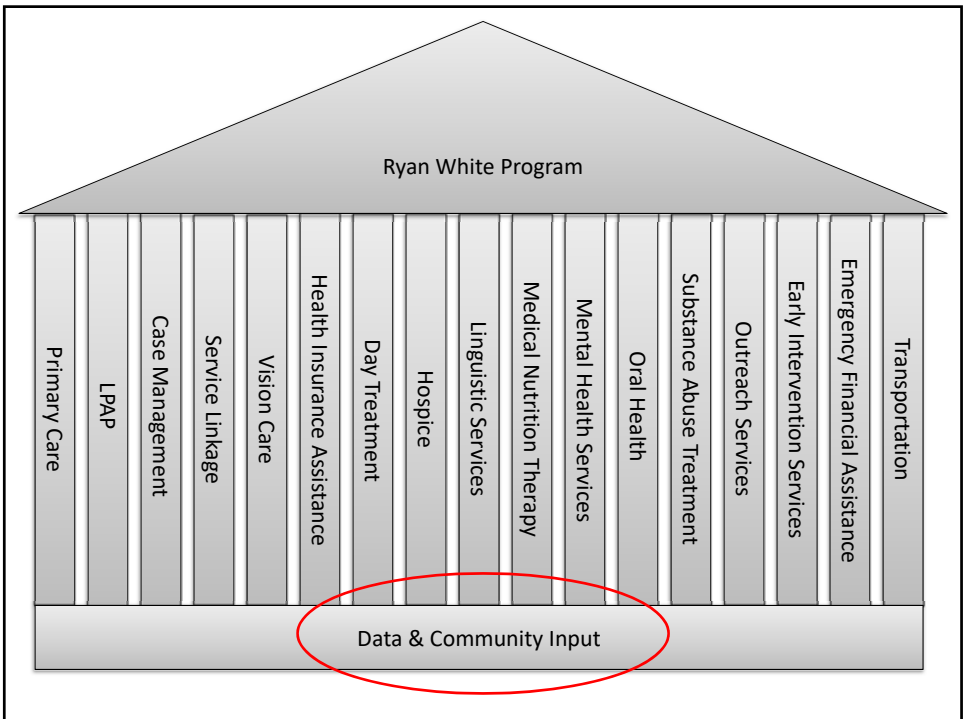 Ryan White Program
Primary Care
LPAP
Case Management
Service Linkage
Vision Care
Health Insurance Assistance
Day Treatment
Hospice
Linguistic Services
Medical Nutrition Therapy
Mental Health Services
Oral Health
Substance Abuse Treatment
Outreach Services
Early Intervention Services
Emergency Financial Assistance
Transportation
Data & Community Input